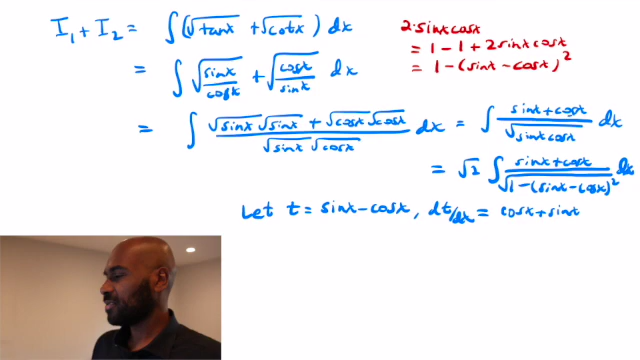 I₁ + I₂ = ∫(√tanx + √cotx) dx
= ∫ √(sinx/cosx) + √(cosx/sinx) dx
= ∫ (√sinx √sinx + √cosx √cosx)/(√sinx √cosx) dx = ∫ (sinx + cosx)/√(sinx cosx) dx
= √2 ∫ (sinx + cosx)/√(1 - (sinx - cosx)²) dx
Let t = sinx - cosx, dt/dx = cosx + sinx
2·sinx cosx
= 1 - 1 + 2 sinx cosx
= 1 - (sinx - cosx)²